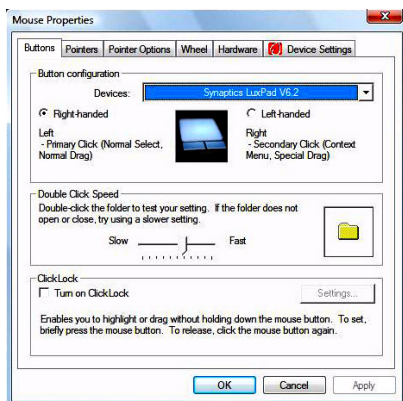 Mouse Properties
Buttons Pointers Pointer Options Wheel Hardware Device Settings
Button configuration
Devices: Synaptics LuxPad V6.2
Right-handed Left-handed
Left Right
- Primary Click (Normal Select, - Secondary Click (Context
Normal Drag) Menu, Special Drag)
Double Click Speed
Double-click the folder to test your setting. If the folder does not
open or close, try using a slower setting.
Slow Fast
ClickLock
Turn on ClickLock Settings...
Enables you to highlight or drag without holding down the mouse button. To set,
briefly press the mouse button. To release, click the mouse button again.
OK Cancel Apply